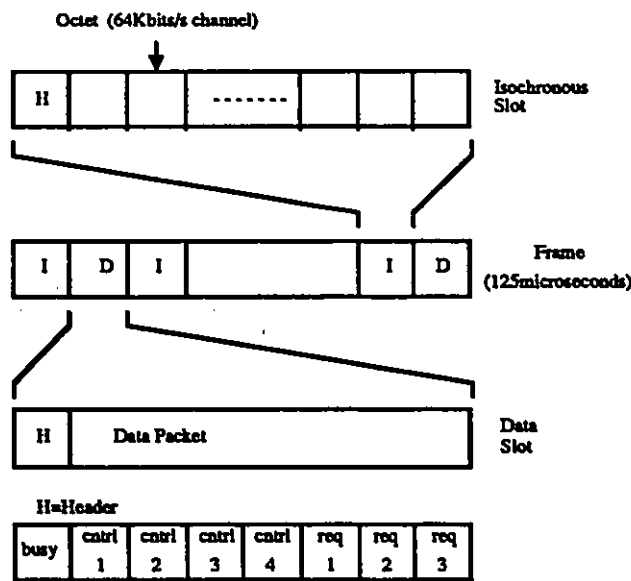 Octet (64Kbits/s channel)
H
-------
Isochronous
Slot
I D I I D
Frame
(125microseconds)
H Data Packet
Data
Slot
H=Header
busy cntrl 1 cntrl 2 cntrl 3 cntrl 4 req 1 req 2 req 3